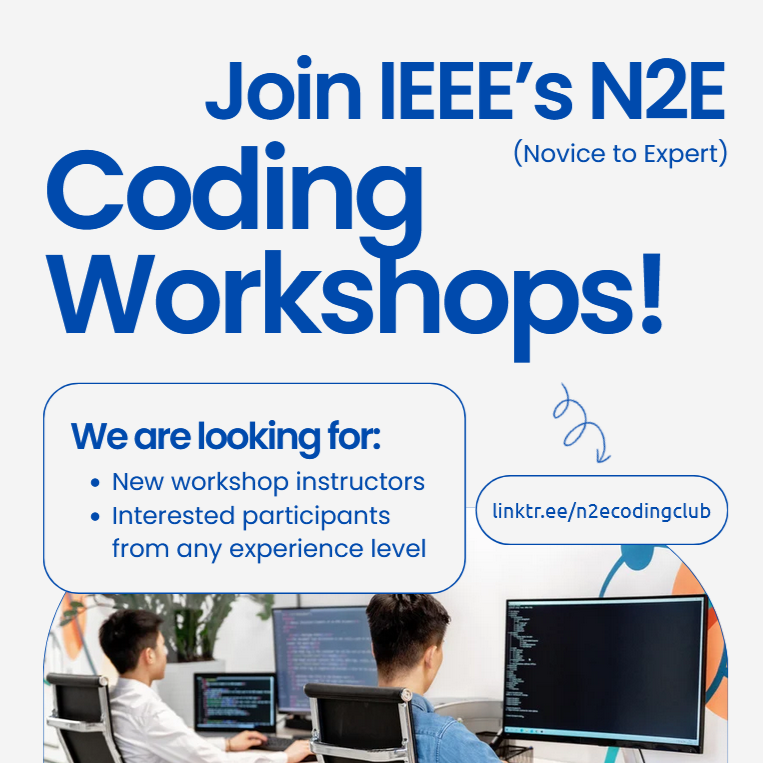 Join IEEE’s N2E
(Novice to Expert)
Coding
Workshops!
We are looking for:
• New workshop instructors
• Interested participants
from any experience level
linktr.ee/n2ecodingclub